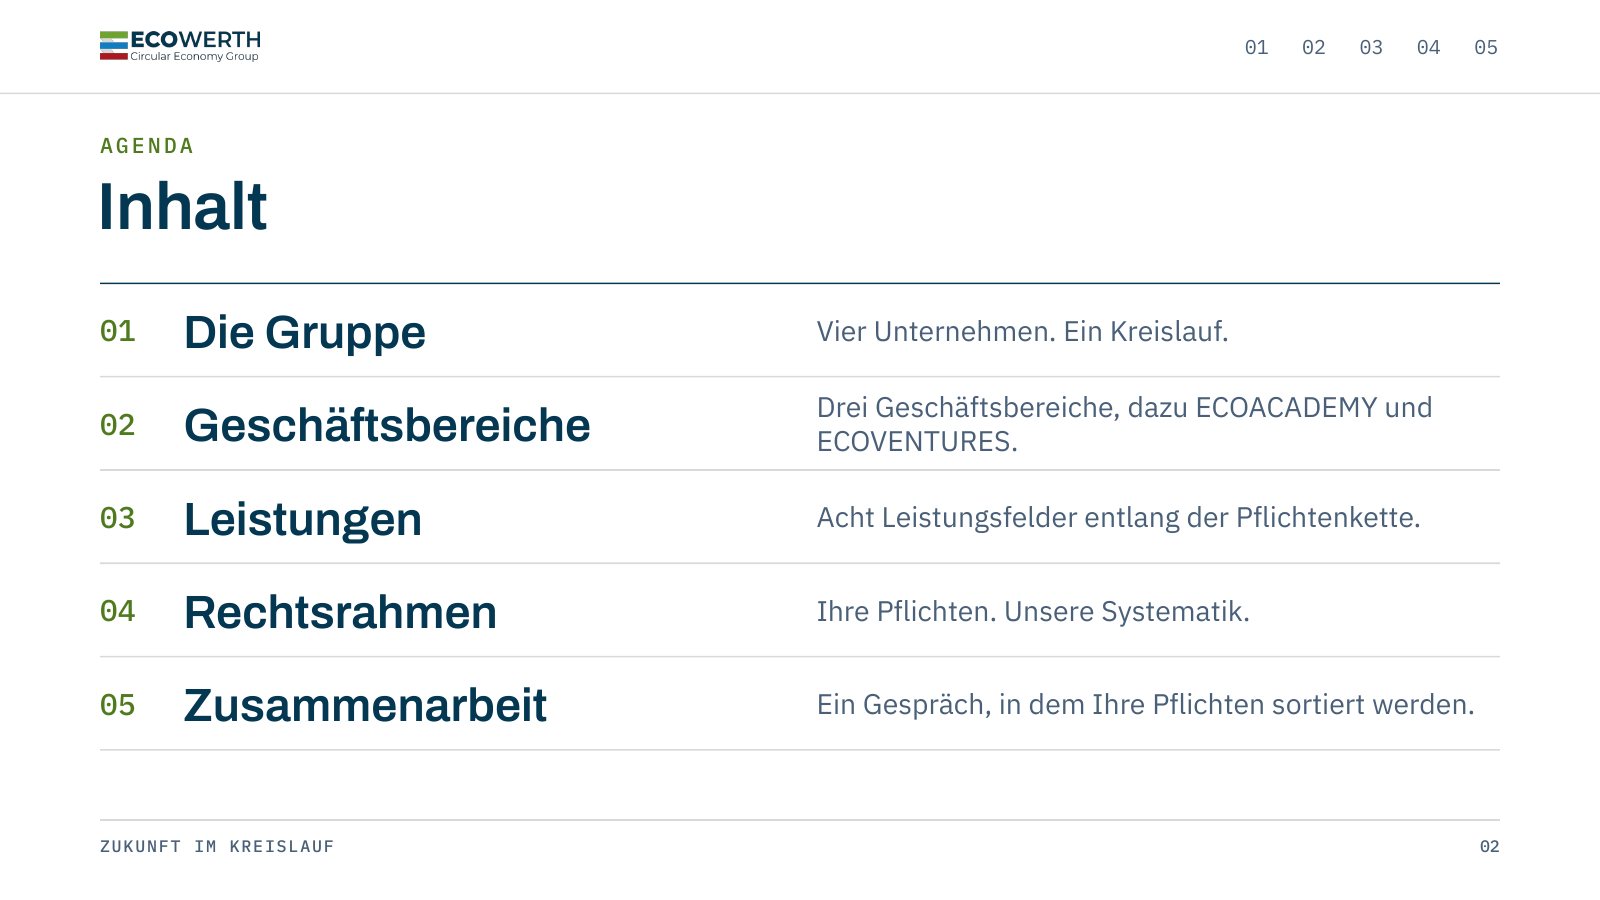 ECOWERTH
Circular Economy Group
01 02 03 04 05
AGENDA
Inhalt
01 Die Gruppe Vier Unternehmen. Ein Kreislauf.
02 Geschäftsbereiche Drei Geschäftsbereiche, dazu ECOACADEMY und
ECOVENTURES.
03 Leistungen Acht Leistungsfelder entlang der Pflichtenkette.
04 Rechtsrahmen Ihre Pflichten. Unsere Systematik.
05 Zusammenarbeit Ein Gespräch, in dem Ihre Pflichten sortiert werden.
ZUKUNFT IM KREISLAUF 02